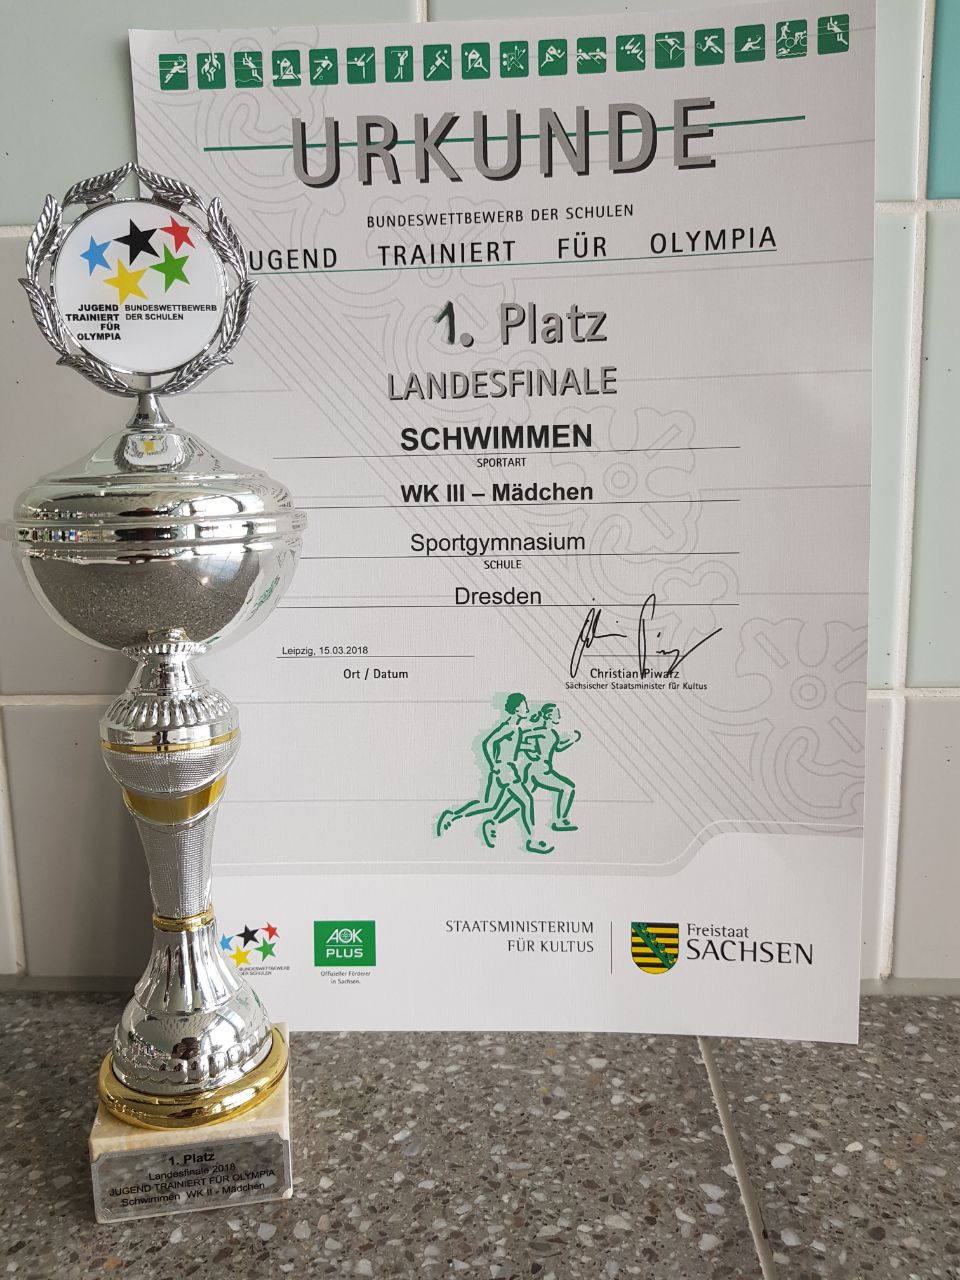 URKUNDE
BUNDESWETTBEWERB DER SCHULEN
UGEND TRAINIERT FÜR OLYMPIA
1. Platz
LANDESFINALE
SCHWIMMEN
SPORTART
WK III – Mädchen
Sportgymnasium
SCHULE
Dresden
Leipzig, 15.03.2018
Ort / Datum
Christian Piwarz
Sächsischer Staatsminister für Kultus
BUNDESWETTBEWERB
DER SCHULEN
AOK
PLUS
Offizieller Förderer
in Sachsen.
STAATSMINISTERIUM
FÜR KULTUS
Freistaat
SACHSEN
JUGEND BUNDESWETTBEWERB
TRAINIERT DER SCHULEN
FÜR
OLYMPIA
1. Platz
Landesfinale 2018
JUGEND TRAINIERT FÜR OLYMPIA
Schwimmen WK II - Mädchen